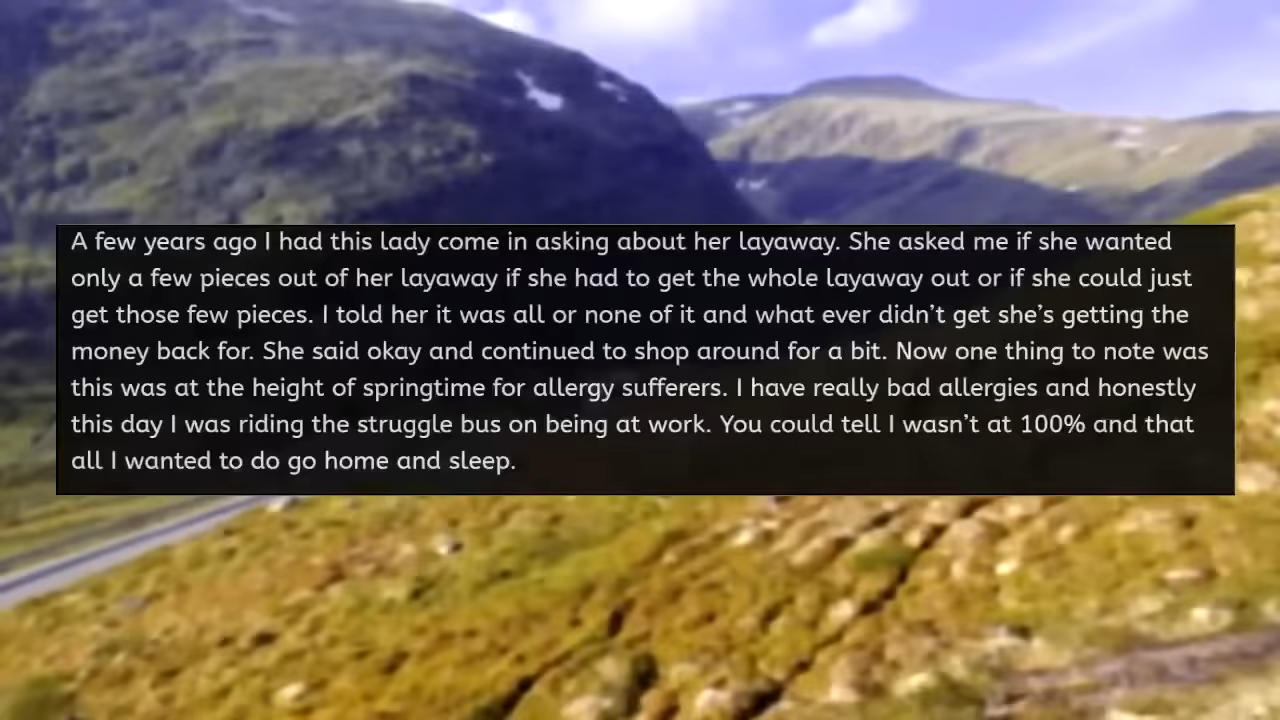 A few years ago I had this lady come in asking about her layaway. She asked me if she wanted
only a few pieces out of her layaway if she had to get the whole layaway out or if she could just
get those few pieces. I told her it was all or none of it and what ever didn’t get she’s getting the
money back for. She said okay and continued to shop around for a bit. Now one thing to note was
this was at the height of springtime for allergy sufferers. I have really bad allergies and honestly
this day I was riding the struggle bus on being at work. You could tell I wasn’t at 100% and that
all I wanted to do go home and sleep.